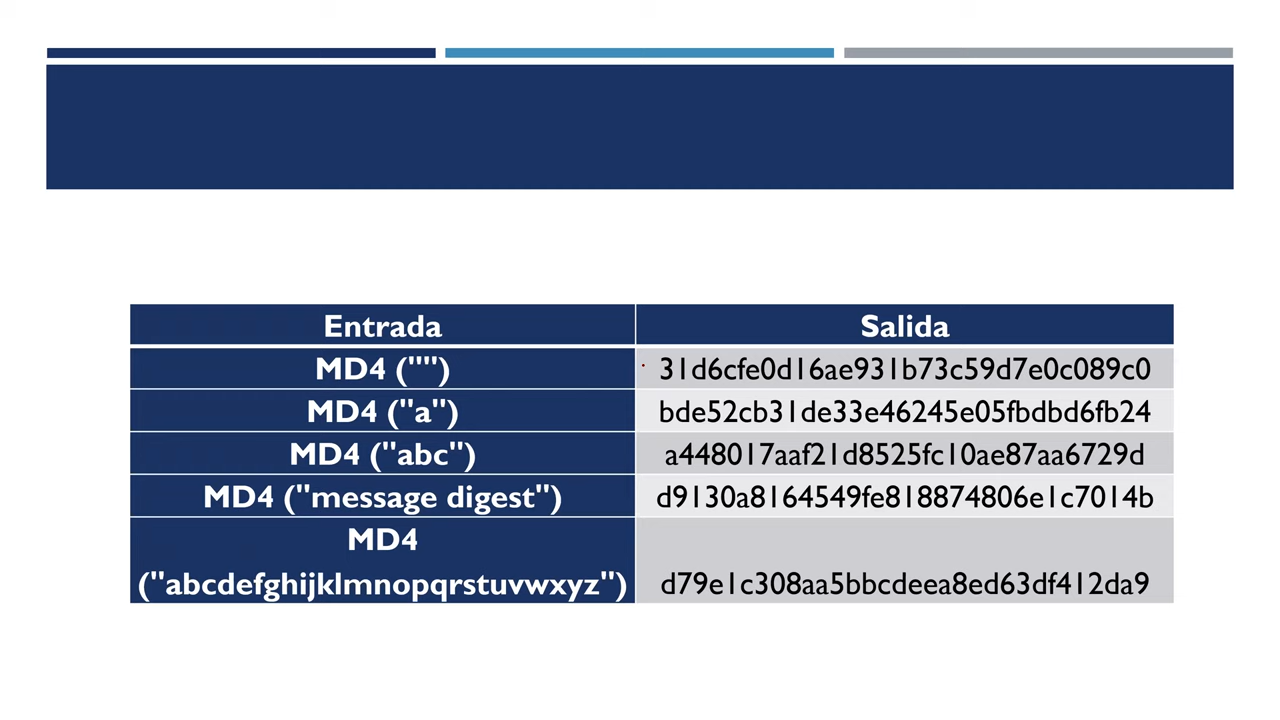 Entrada Salida
MD4 ("") 31d6cfe0d16ae931b73c59d7e0c089c0
MD4 ("a") bde52cb31de33e46245e05fbdbd6fb24
MD4 ("abc") a448017aaf21d8525fc10ae87aa6729d
MD4 ("message digest") d9130a8164549fe818874806e1c7014b
MD4
("abcdefghijklmnopqrstuvwxyz") d79e1c308aa5bbcdeea8ed63df412da9